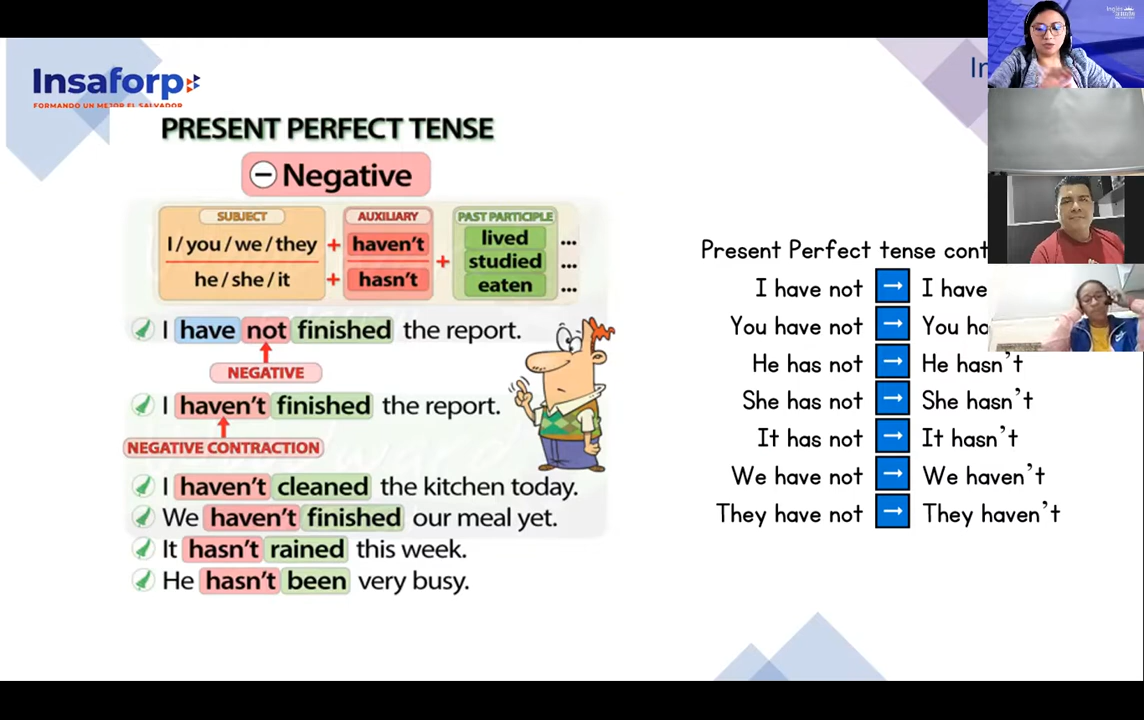 Insaforp
FORMANDO UN MEJOR EL SALVADOR
In
Inglés
PRESENT PERFECT TENSE
− Negative
SUBJECT AUXILIARY PAST PARTICIPLE
I / you / we / they + haven't lived ...
+ studied ...
he / she / it + hasn't eaten ...
I have not finished the report.
NEGATIVE
I haven't finished the report.
NEGATIVE CONTRACTION
I haven't cleaned the kitchen today.
We haven't finished our meal yet.
It hasn't rained this week.
He hasn't been very busy.
Present Perfect tense cont
I have not → I have
You have not → You ha
He has not → He hasn't
She has not → She hasn't
It has not → It hasn't
We have not → We haven't
They have not → They haven't